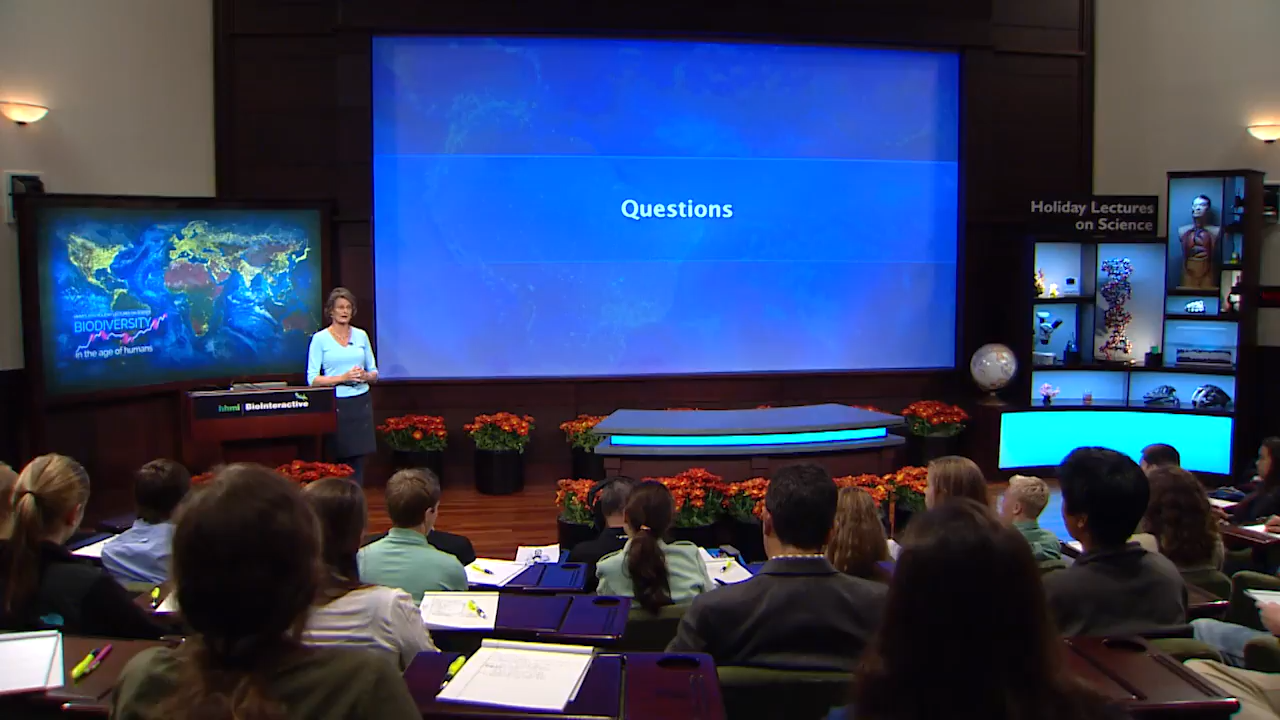 Questions
Holiday Lectures
on Science
BIODIVERSITY
in the age of humans
hhmi | BioInteractive